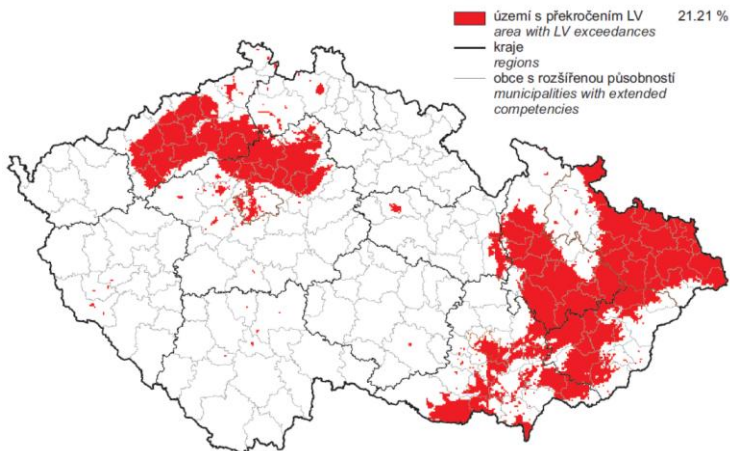 území s překročením LV 21.21 %
area with LV exceedances
kraje
regions
obce s rozšířenou působností
municipalities with extended
competencies